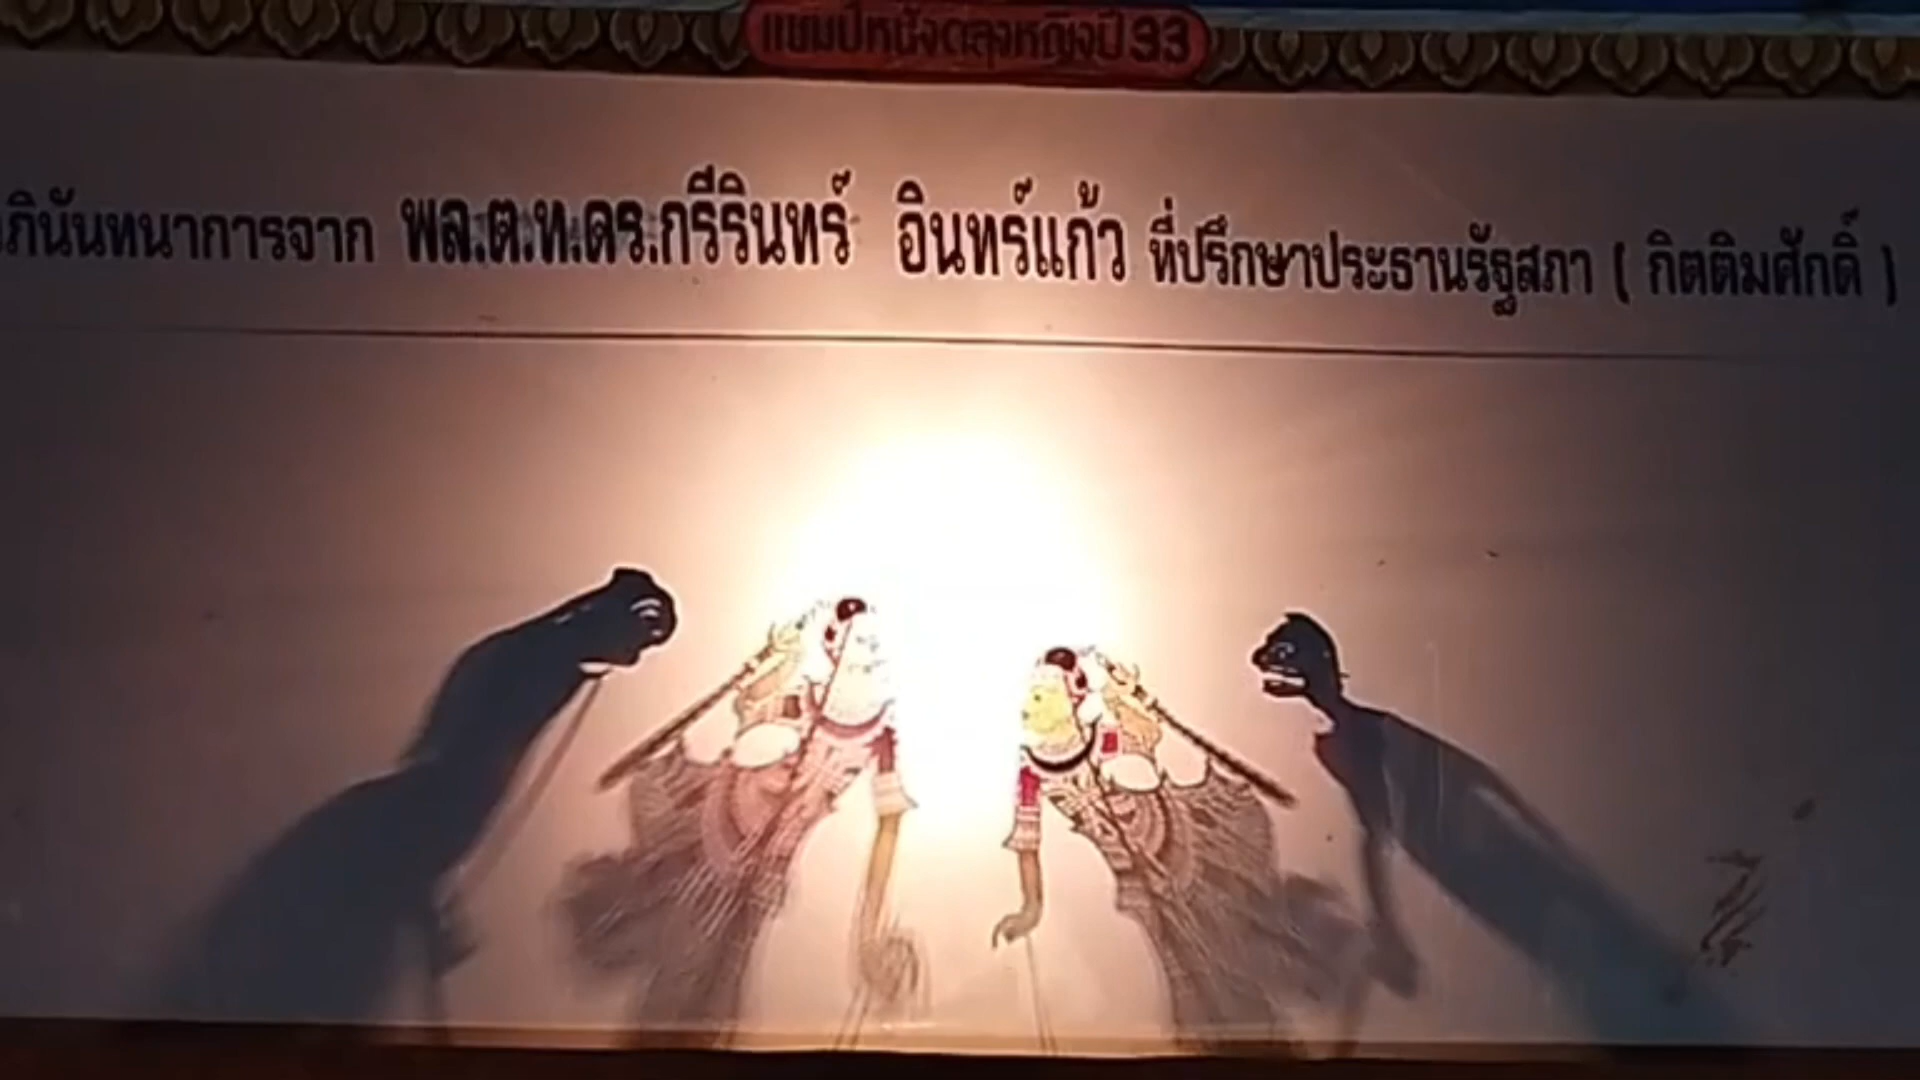 แชมป์หนังตะลุงหญิงปี33
ภินันทนาการจาก พล.ต.ท.ดร.กรีรินทร์ อินทร์แก้ว ที่ปรึกษาประธานรัฐสภา ( กิตติมศักดิ์ )